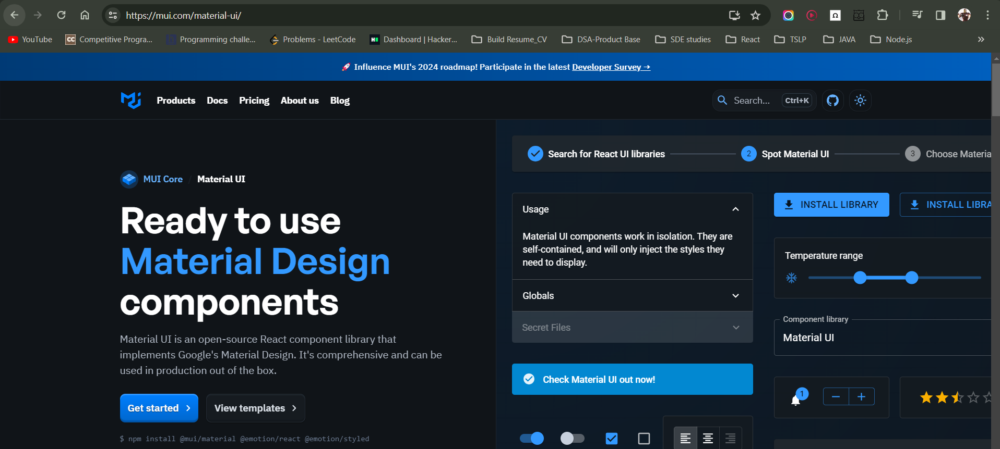 https://mui.com/material-ui/
YouTube
Competitive Progra...
Programming challe...
Problems - LeetCode
Dashboard | Hacker...
Build Resume_CV
DSA-Product Base
SDE studies
React
TSLP
JAVA
Node.js
Influence MUI's 2024 roadmap! Participate in the latest Developer Survey →
Products
Docs
Pricing
About us
Blog
Search...
Ctrl+K
MUI Core / Material UI
Ready to use
Material Design
components
Material UI is an open-source React component library that
implements Google's Material Design. It's comprehensive and can be
used in production out of the box.
Get started
View templates
$ npm install @mui/material @emotion/react @emotion/styled
Search for React UI libraries
2
Spot Material UI
3
Choose Materia
Usage
Material UI components work in isolation. They are
self-contained, and will only inject the styles they
need to display.
Globals
Secret Files
Check Material UI out now!
INSTALL LIBRARY
INSTALL LIBRA
Temperature range
Component library
Material UI
1